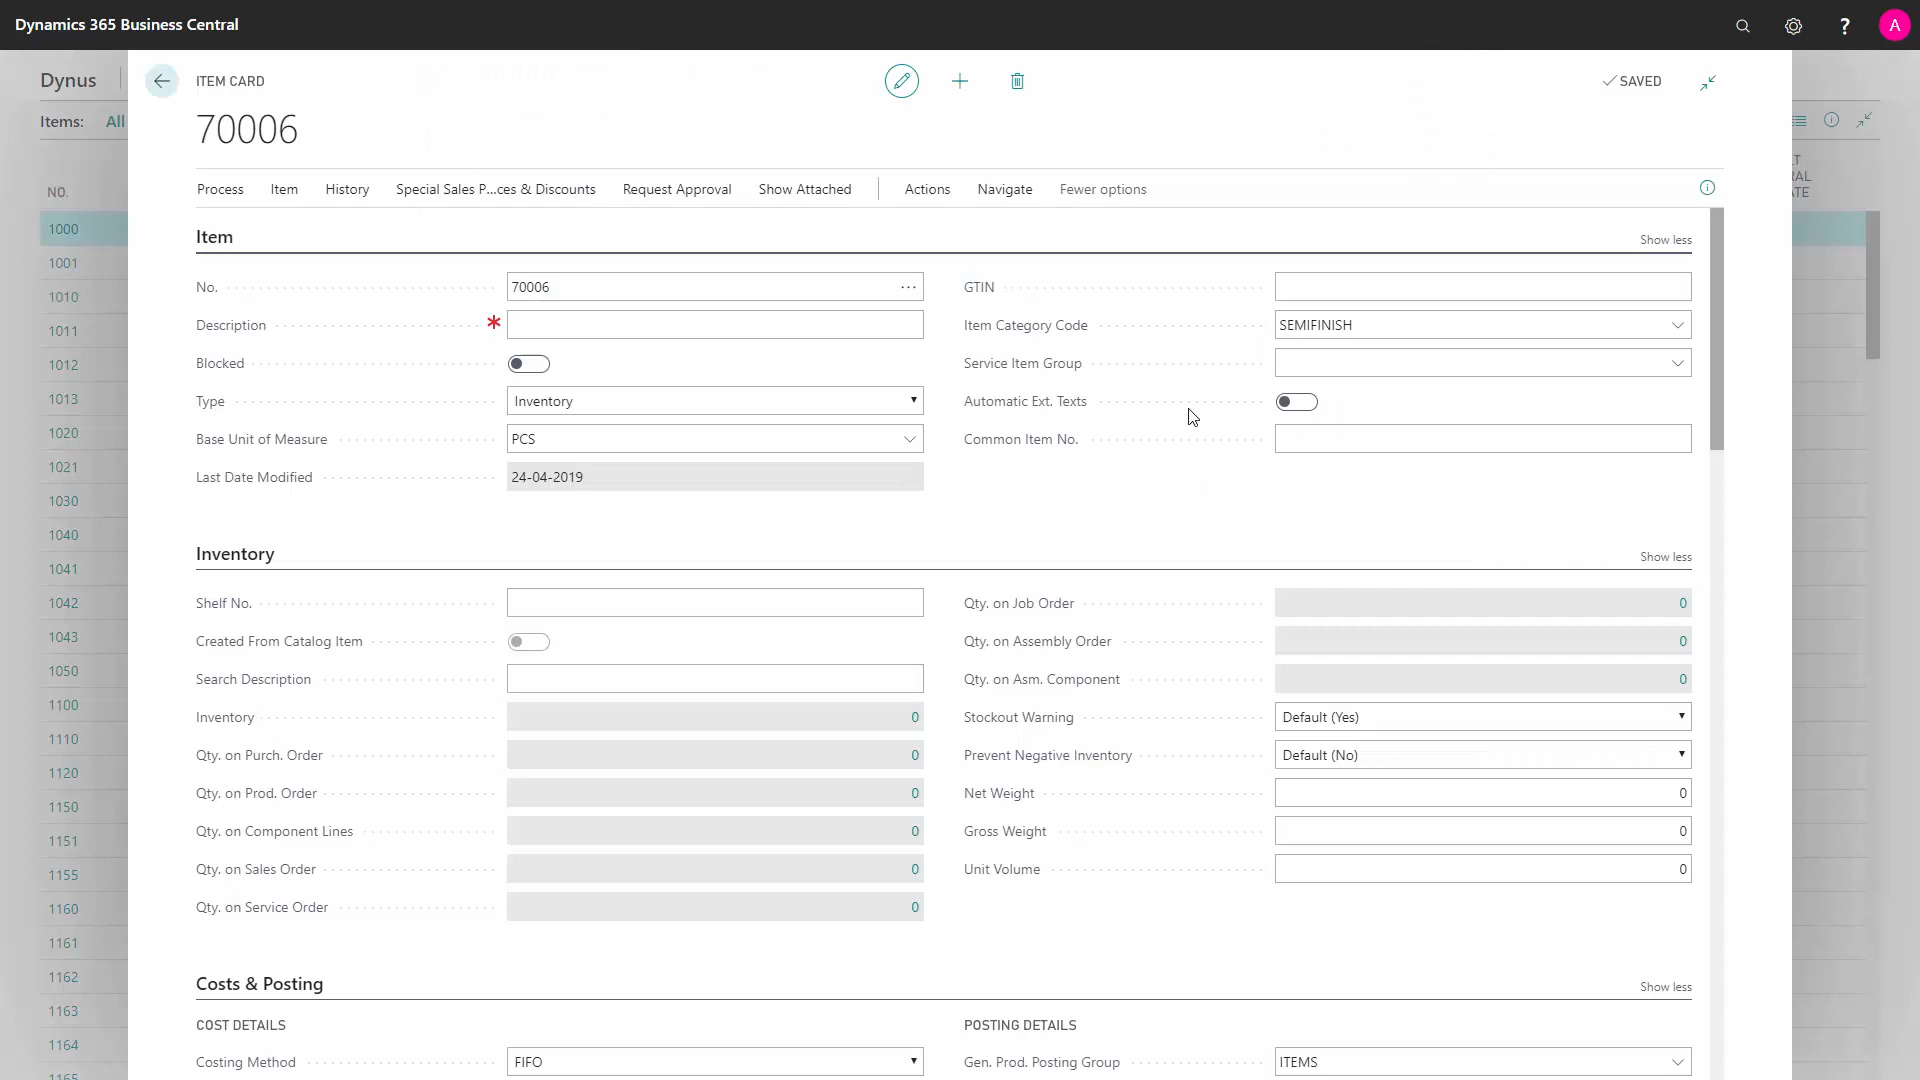 Dynamics 365 Business Central
A
Dynus
ITEM CARD
SAVED
Items: All
70006
NO.
Process Item History Special Sales P...ces & Discounts Request Approval Show Attached Actions Navigate Fewer options
1000
1001
1010
1011
1012
1013
1020
1021
1030
1040
1041
1042
1043
1050
1100
1110
1120
1150
1151
1155
1160
1161
1162
1163
1164
1165
Item
Show less
No. 70006 ...
GTIN
Description *
Item Category Code SEMIFINISH
Blocked
Service Item Group
Type Inventory
Automatic Ext. Texts
Base Unit of Measure PCS
Common Item No.
Last Date Modified 24-04-2019
Inventory
Show less
Shelf No.
Qty. on Job Order 0
Created From Catalog Item
Qty. on Assembly Order 0
Search Description
Qty. on Asm. Component 0
Inventory 0
Stockout Warning Default (Yes)
Qty. on Purch. Order 0
Prevent Negative Inventory Default (No)
Qty. on Prod. Order 0
Net Weight 0
Qty. on Component Lines 0
Gross Weight 0
Qty. on Sales Order 0
Unit Volume 0
Qty. on Service Order 0
Costs & Posting
Show less
COST DETAILS
POSTING DETAILS
Costing Method FIFO
Gen. Prod. Posting Group ITEMS